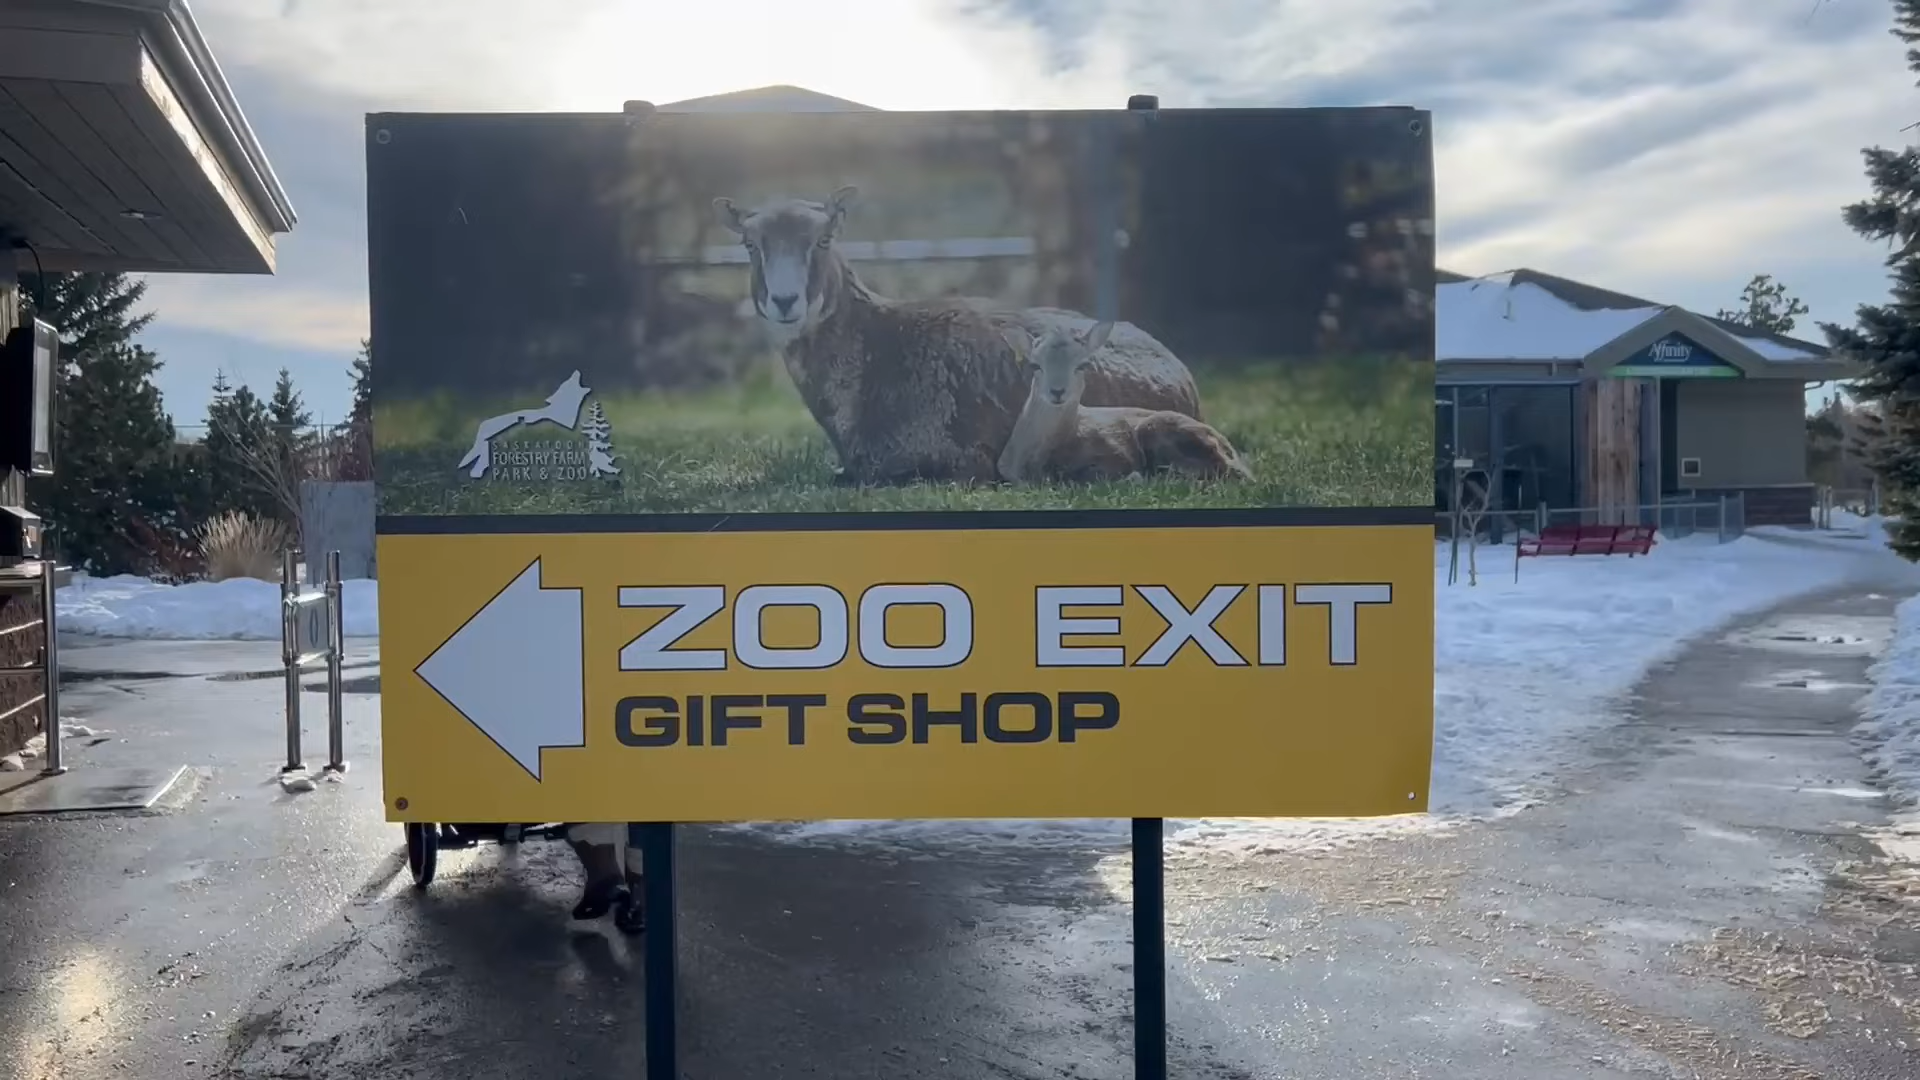 SASKATOON
FORESTRY FARM
PARK & ZOO
Affinity
ZOO EXIT
GIFT SHOP